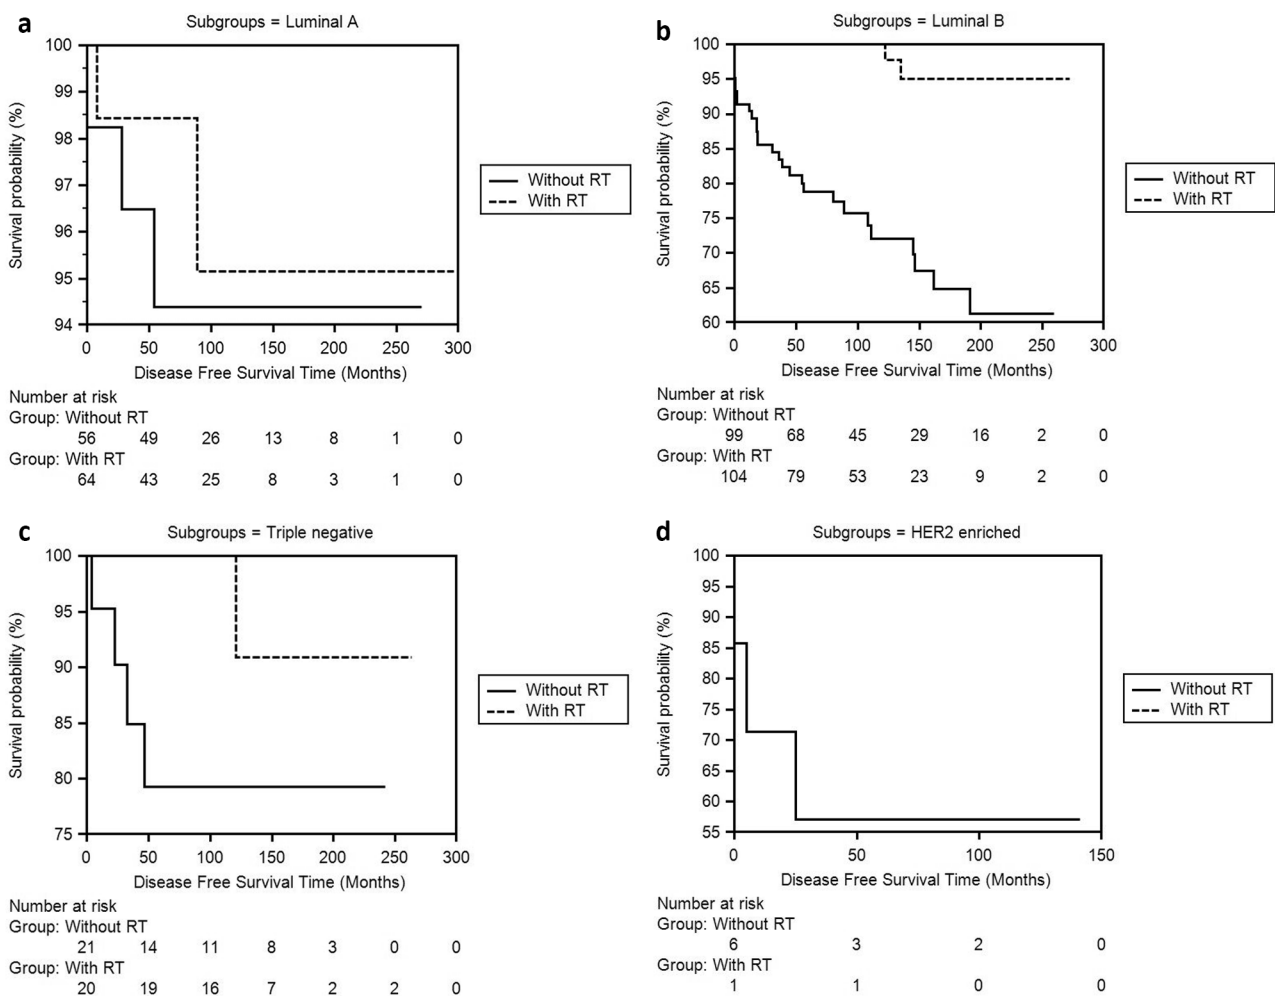 a
Subgroups = Luminal A
Survival probability (%)
100
99
98
97
96
95
94
0 50 100 150 200 250 300
Disease Free Survival Time (Months)
Without RT
With RT
Number at risk
Group: Without RT
56 49 26 13 8 1 0
Group: With RT
64 43 25 8 3 1 0
b
Subgroups = Luminal B
Survival probability (%)
100
95
90
85
80
75
70
65
60
0 50 100 150 200 250 300
Disease Free Survival Time (Months)
Without RT
With RT
Number at risk
Group: Without RT
99 68 45 29 16 2 0
Group: With RT
104 79 53 23 9 2 0
c
Subgroups = Triple negative
Survival probability (%)
100
95
90
85
80
75
0 50 100 150 200 250 300
Disease Free Survival Time (Months)
Without RT
With RT
Number at risk
Group: Without RT
21 14 11 8 3 0 0
Group: With RT
20 19 16 7 2 2 0
d
Subgroups = HER2 enriched
Survival probability (%)
100
95
90
85
80
75
70
65
60
55
0 50 100 150
Disease Free Survival Time (Months)
Without RT
With RT
Number at risk
Group: Without RT
6 3 2 0
Group: With RT
1 1 0 0